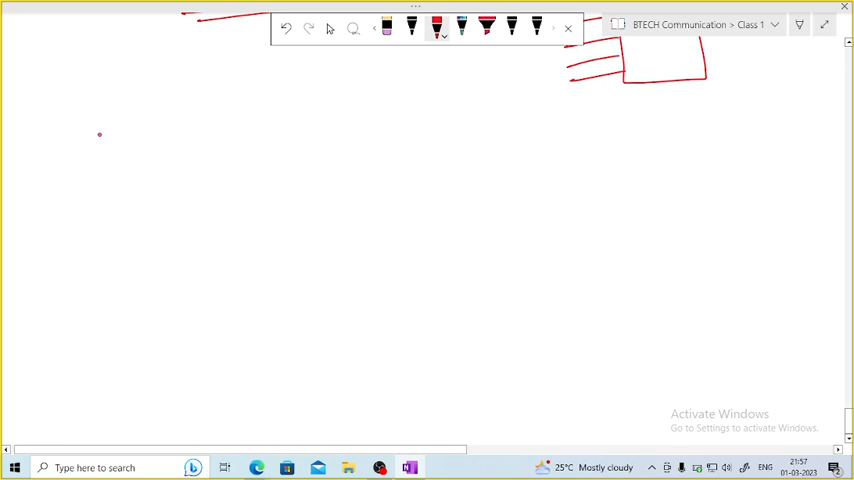 BTECH Communication > Class 1
Activate Windows
Go to Settings to activate Windows.
Type here to search
25°C Mostly cloudy
ENG
21:57
01-03-2023
2